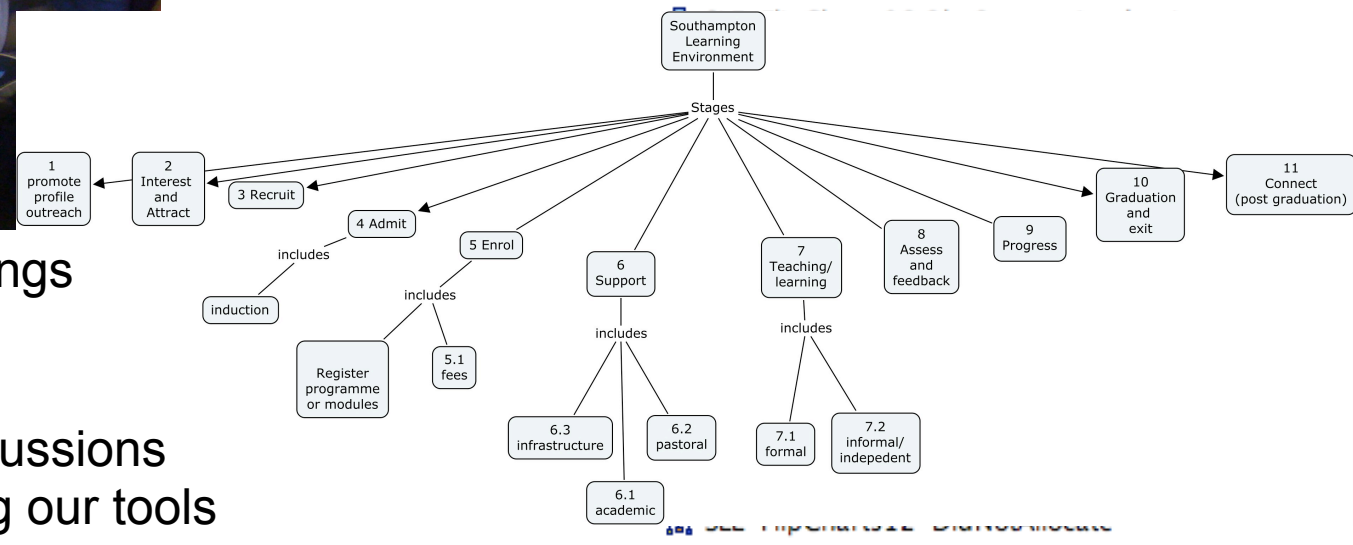 Southampton
Learning
Environment
Stages
1
promote
profile
outreach
2
Interest
and
Attract
3 Recruit
4 Admit
includes
induction
5 Enrol
includes
Register
programme
or modules
5.1
fees
6
Support
includes
6.3
infrastructure
6.1
academic
6.2
pastoral
7
Teaching/
learning
includes
7.1
formal
7.2
informal/
indepedent
8
Assess
and
feedback
9
Progress
10
Graduation
and
exit
11
Connect
(post graduation)
ngs
ussions
g our tools